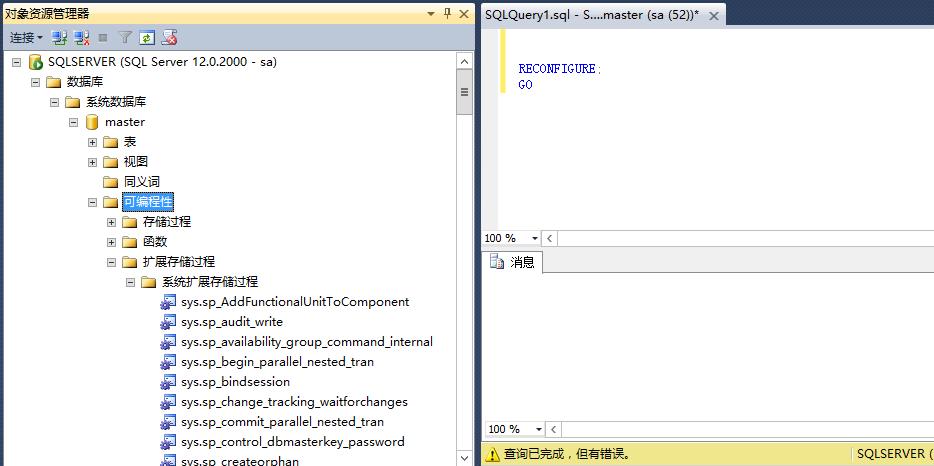 对象资源管理器
连接
SQLSERVER (SQL Server 12.0.2000 - sa)
数据库
系统数据库
master
表
视图
同义词
可编程性
存储过程
函数
扩展存储过程
系统扩展存储过程
sys.sp_AddFunctionalUnitToComponent
sys.sp_audit_write
sys.sp_availability_group_command_internal
sys.sp_begin_parallel_nested_tran
sys.sp_bindsession
sys.sp_change_tracking_waitforchanges
sys.sp_commit_parallel_nested_tran
sys.sp_control_dbmasterkey_password
sys.sp_createorphan
SQLQuery1.sql - S....master (sa (52))*
RECONFIGURE;
GO
100 %
消息
100 %
查询已完成，但有错误。
SQLSERVER (